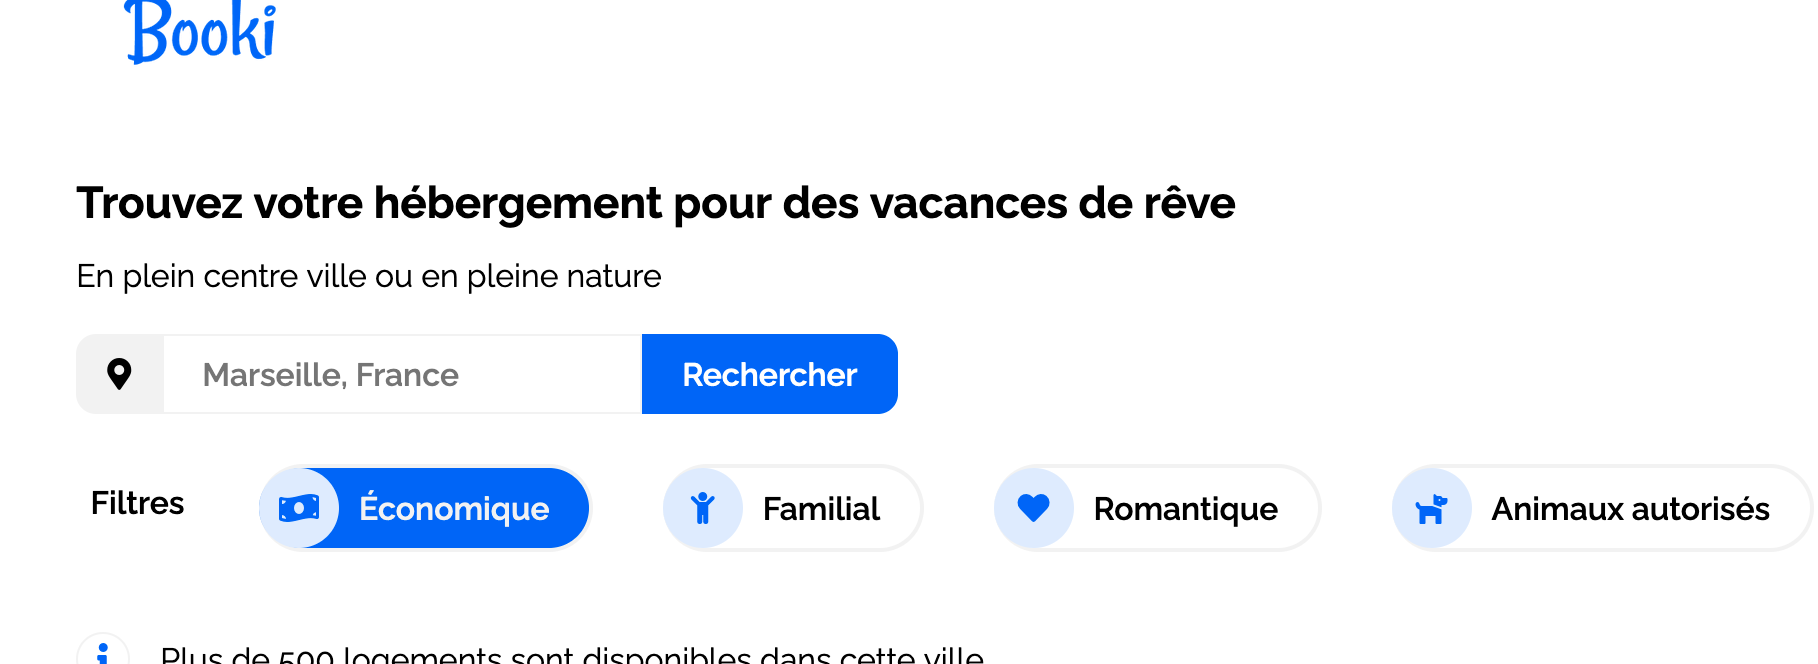 Booki
Trouvez votre hébergement pour des vacances de rêve
En plein centre ville ou en pleine nature
Marseille, France
Rechercher
Filtres
Économique
Familial
Romantique
Animaux autorisés
Plus de 500 logements sont disponibles dans cette ville